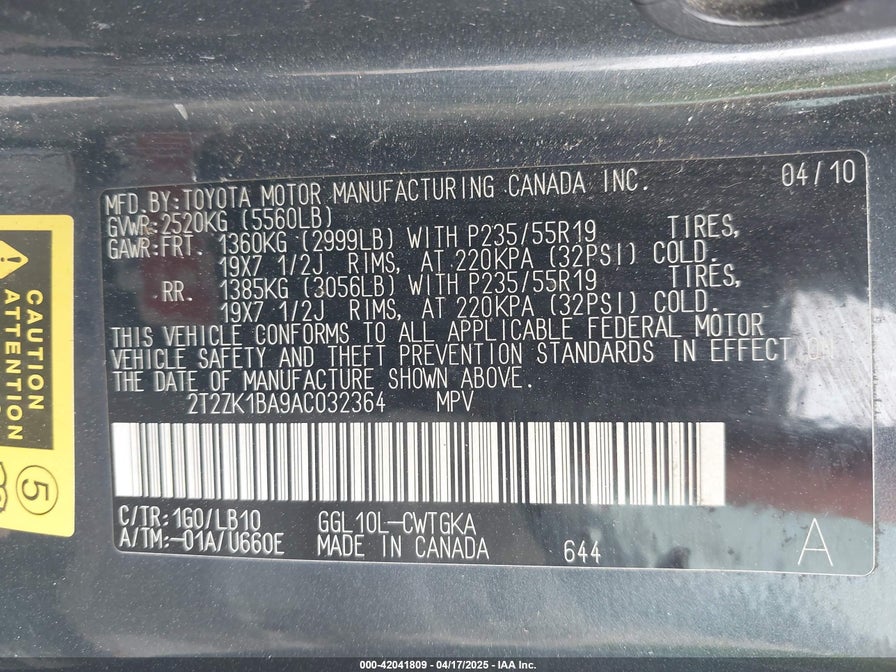 MFD.BY:TOYOTA MOTOR MANUFACTURING CANADA INC. 04/10
GVWR:2520KG (5560LB)
GAWR:FRT. 1360KG (2999LB) WITH P235/55R19 TIRES,
19X7 1/2J RIMS, AT 220KPA (32PSI) COLD.
RR. 1385KG (3056LB) WITH P235/55R19 TIRES,
19X7 1/2J RIMS, AT 220KPA (32PSI) COLD.
THIS VEHICLE CONFORMS TO ALL APPLICABLE FEDERAL MOTOR
VEHICLE SAFETY AND THEFT PREVENTION STANDARDS IN EFFECT ON
THE DATE OF MANUFACTURE SHOWN ABOVE.
2T2ZK1BA9AC032364 MPV
C/TR:1G0/LB10 GGL10L-CWTGKA
A/TM:-01A/U660E MADE IN CANADA 644 A
CAUTION
ATTENTION
5
000-42041809 - 04/17/2025 - IAA Inc.